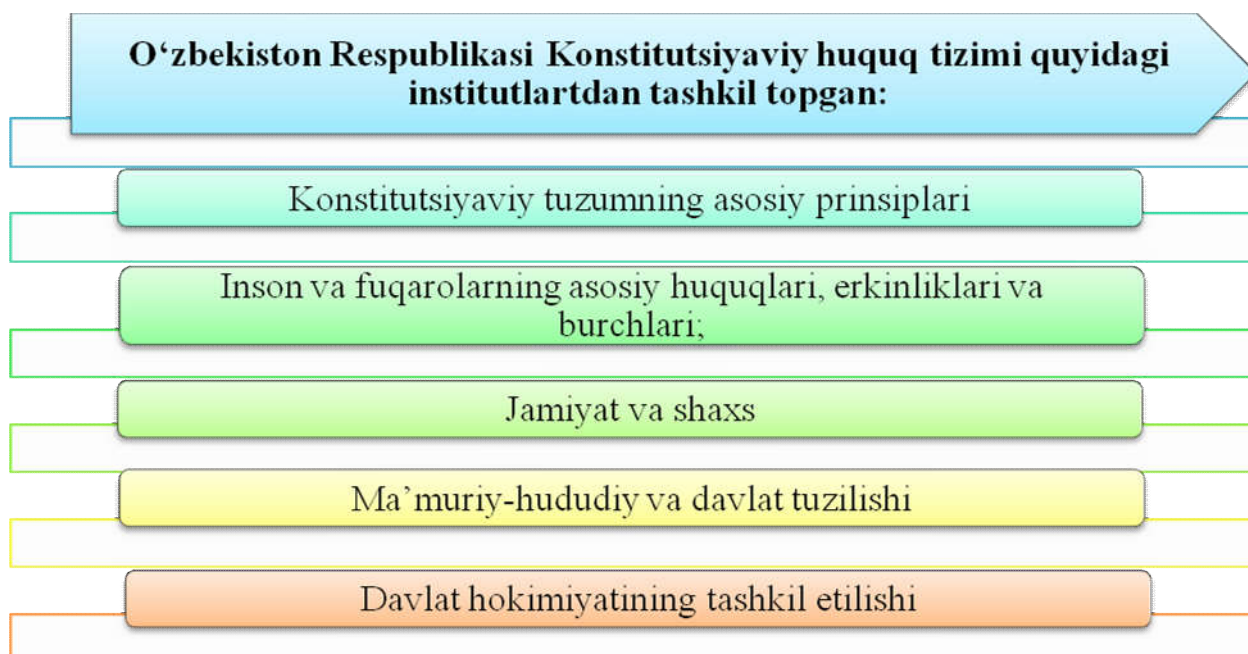 O‘zbekiston Respublikasi Konstitutsiyaviy huquq tizimi quyidagi
institutlartdan tashkil topgan:
Konstitutsiyaviy tuzumning asosiy prinsiplari
Inson va fuqarolarning asosiy huquqlari, erkinliklari va
burchlari;
Jamiyat va shaxs
Ma’muriy-hududiy va davlat tuzilishi
Davlat hokimiyatining tashkil etilishi